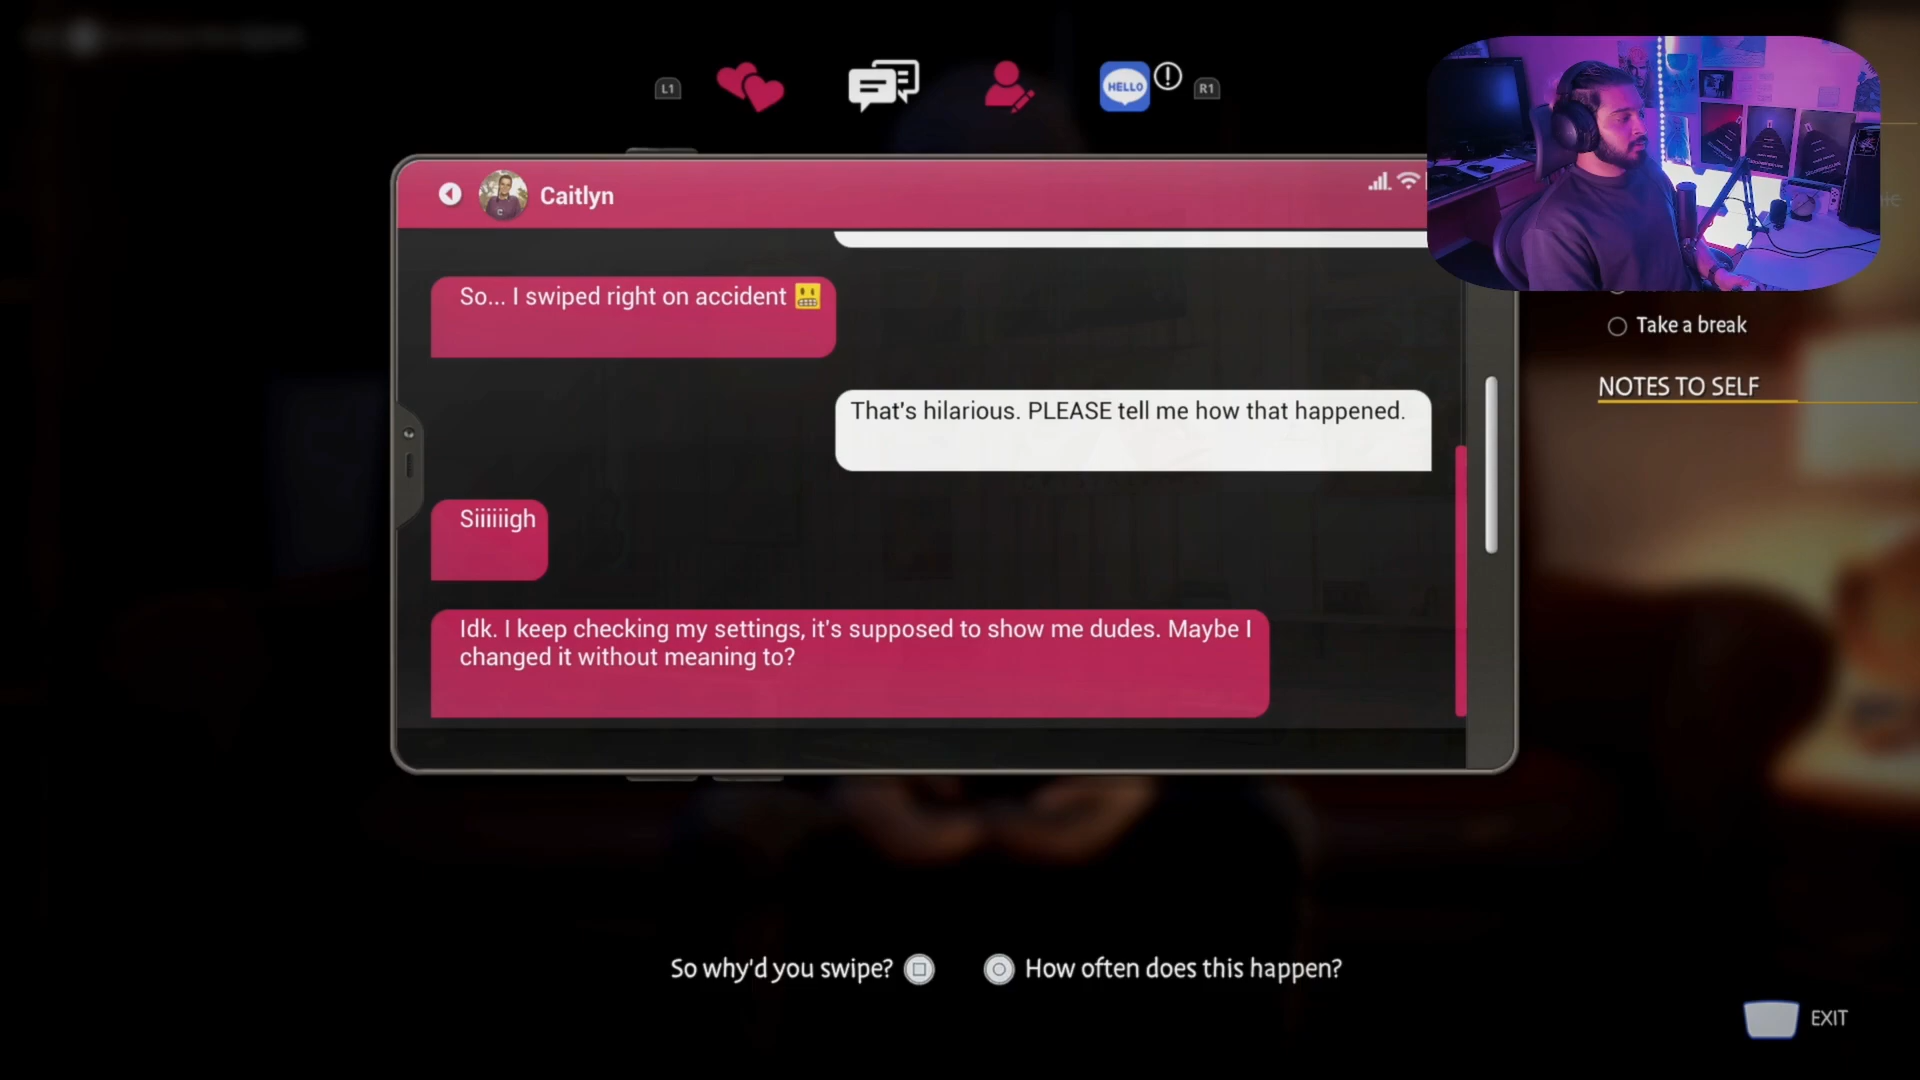 L1
HELLO
R1
Caitlyn
So... I swiped right on accident
Take a break
That's hilarious. PLEASE tell me how that happened.
NOTES TO SELF
Siiiiiigh
Idk. I keep checking my settings, it's supposed to show me dudes. Maybe I
changed it without meaning to?
So why'd you swipe?
How often does this happen?
EXIT